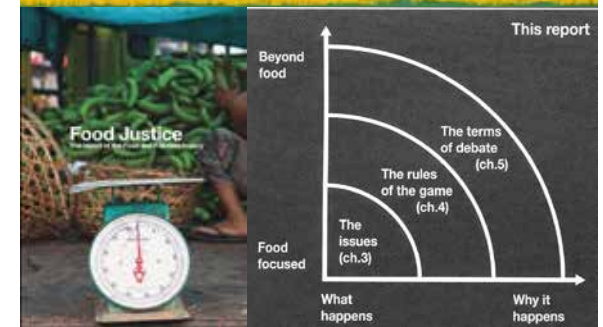 Food Justice
This report
Beyond
food
The terms
of debate
(ch.5)
The rules
of the game
(ch.4)
The
issues
(ch.3)
Food
focused
What
happens
Why it
happens